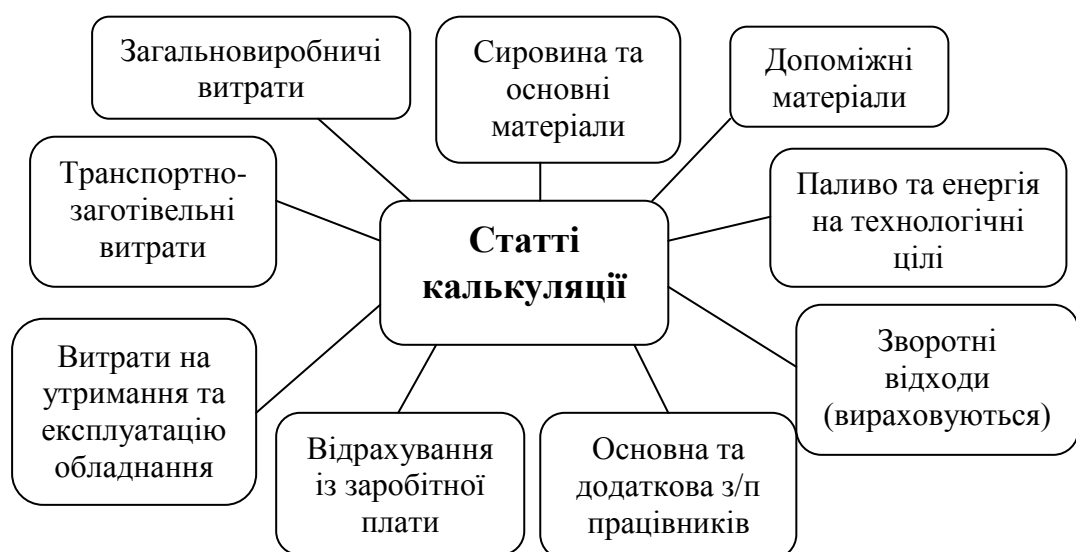 Загальновиробничі
витрати
Сировина та
основні
матеріали
Допоміжні
матеріали
Транспортно-
заготівельні
витрати
Статті
калькуляції
Паливо та енергія
на технологічні
цілі
Витрати на
утримання та
експлуатацію
обладнання
Відрахування
із заробітної
плати
Основна та
додаткова з/п
працівників
Зворотні
відходи
(вираховуються)